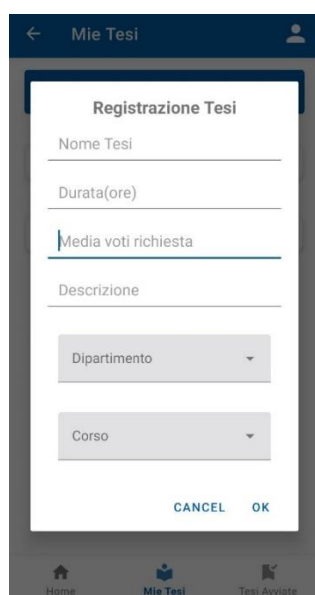 Mie Tesi
Registrazione Tesi
Nome Tesi
Durata(ore)
Media voti richiesta
Descrizione
Dipartimento
Corso
CANCEL OK
Home Mie Tesi Tesi Avviate